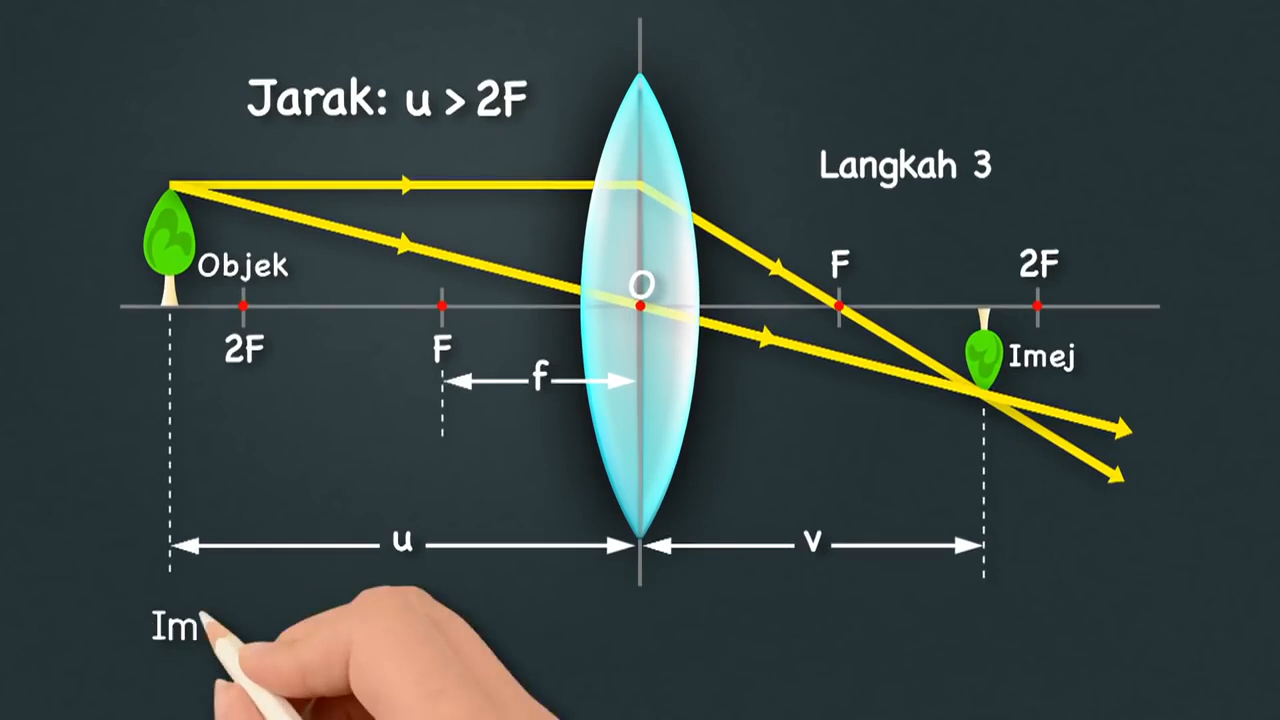 Jarak: u > 2F
Langkah 3
Objek
O
F
2F
2F
F
Imej
f
u
v
Im